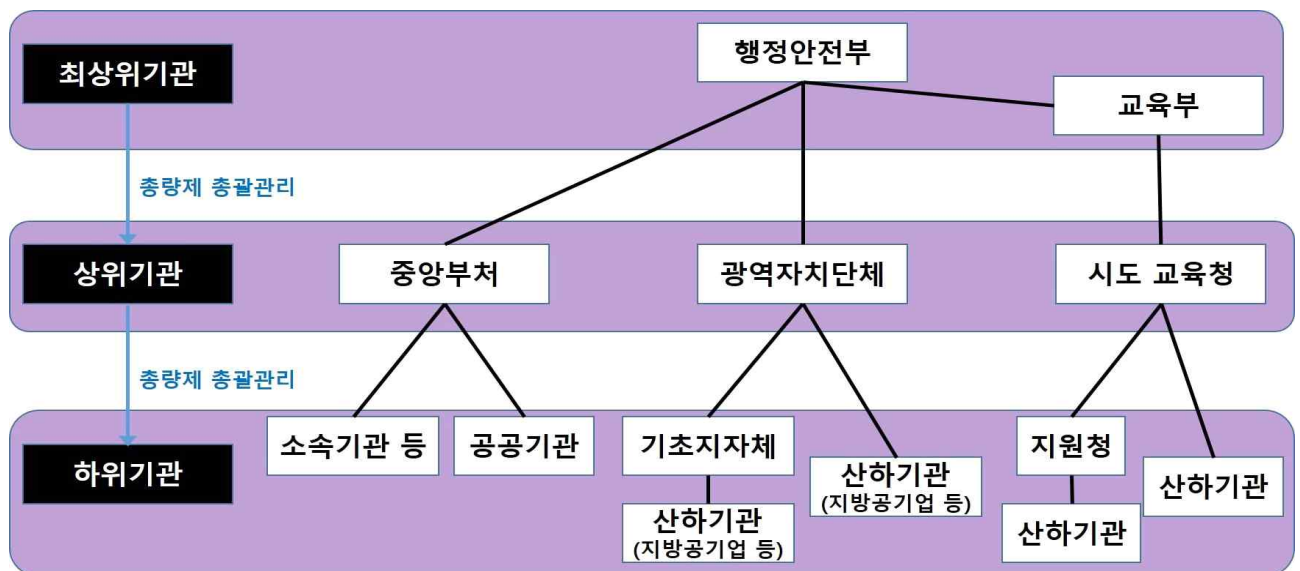 최상위기관
행정안전부
교육부
총량제 총괄관리
상위기관
중앙부처
광역자치단체
시도 교육청
총량제 총괄관리
하위기관
소속기관 등
공공기관
기초지자체
산하기관
(지방공기업 등)
산하기관
(지방공기업 등)
지원청
산하기관
산하기관